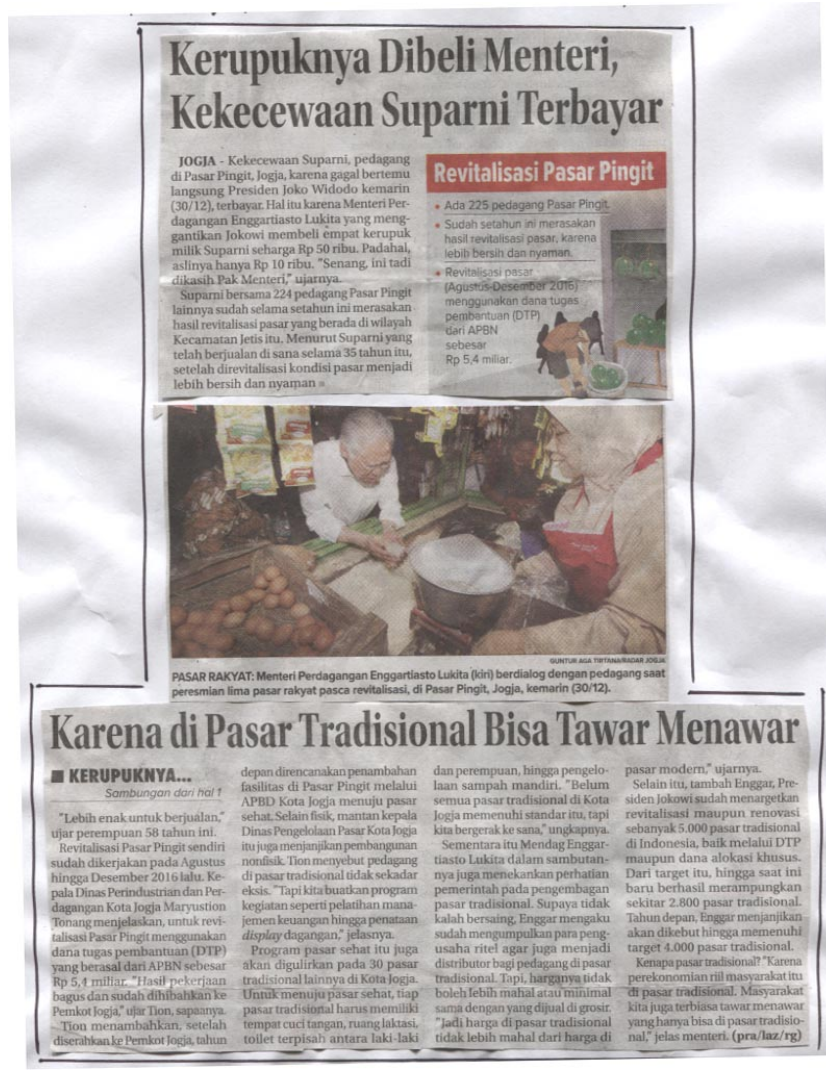 Kerupuknya Dibeli Menteri,
Kekecewaan Suparni Terbayar
JOGJA - Kekecewaan Suparni, pedagang
di Pasar Pingit, Jogja, karena gagal bertemu
langsung Presiden Joko Widodo kemarin
(30/12), terbayar. Hal itu karena Menteri Per-
dagangan Enggartiasto Lukita yang meng-
gantikan Jokowi membeli empat kerupuk
milik Suparni seharga Rp 50 ribu. Padahal,
aslinya hanya Rp 10 ribu. "Senang, ini tadi
dikasih Pak Menteri," ujarnya.
Suparni bersama 224 pedagang Pasar Pingit
lainnya sudah selama setahun ini merasakan
hasil revitalisasi pasar yang berada di wilayah
Kecamatan Jetis itu. Menurut Suparni yang
telah berjualan di sana selama 35 tahun itu,
setelah direvitalisasi kondisi pasar menjadi
lebih bersih dan nyaman
Revitalisasi Pasar Pingit
• Ada 225 pedagang Pasar Pingit.
• Sudah setahun ini merasakan
hasil revitalisasi pasar, karena
lebih bersih dan nyaman.
• Revitalisasi pasar
(Agustus-Desember 2016)
menggunakan dana tugas
pembantuan (DTP)
dari APBN
sebesar
Rp 5,4 miliar.
GUNTUR AGA TIRTANA/RADAR JOGJA
PASAR RAKYAT: Menteri Perdagangan Enggartiasto Lukita (kiri) berdialog dengan pedagang saat
peresmian lima pasar rakyat pasca revitalisasi, di Pasar Pingit, Jogja, kemarin (30/12).
Karena di Pasar Tradisional Bisa Tawar Menawar
■ KERUPUKNYA...
Sambungan dari hal 1
"Lebih enak untuk berjualan,"
ujar perempuan 58 tahun ini.
Revitalisasi Pasar Pingit sendiri
sudah dikerjakan pada Agustus
hingga Desember 2016 lalu. Ke-
pala Dinas Perindustrian dan Per-
dagangan Kota Jogja Maryustion
Tonang menjelaskan, untuk revi-
talisasi Pasar Pingit menggunakan
dana tugas pembantuan (DTP)
yang berasal dari APBN sebesar
Rp 5,4 miliar. "Hasil pekerjaan
bagus dan sudah dihibahkan ke
Pemkot Jogja," ujar Tion, sapaanya.
Tion menambahkan, setelah
diserahkan ke Pemkot Jogja, tahun
depan direncanakan penambahan
fasilitas di Pasar Pingit melalui
APBD Kota Jogja menuju pasar
sehat. Selain fisik, mantan kepala
Dinas Pengelolaan Pasar Kota Jogja
itu juga menjanjikan pembangunan
nonfisik. Tion menyebut pedagang
di pasar tradisional tidak sekadar
eksis. "Tapi kita buatkan program
kegiatan seperti pelatihan mana-
jemen keuangan hingga penataan
display dagangan," jelasnya.
Program pasar sehat itu juga
akan digulirkan pada 30 pasar
tradisional lainnya di Kota Jogja.
Untuk menuju pasar sehat, tiap
pasar tradisional harus memiliki
tempat cuci tangan, ruang laktasi,
toilet terpisah antara laki-laki
dan perempuan, hingga pengelo-
laan sampah mandiri. "Belum
semua pasar tradisional di Kota
Jogja memenuhi standar itu, tapi
kita bergerak ke sana," ungkapnya.
Sementara itu Mendag Enggar-
tiasto Lukita dalam sambutan-
nya juga menekankan perhatian
pemerintah pada pengembagan
pasar tradisional. Supaya tidak
kalah bersaing, Enggar mengaku
sudah mengumpulkan para peng-
usaha ritel agar juga menjadi
distributor bagi pedagang di pasar
tradisional. Tapi, harganya tidak
boleh lebih mahal atau minimal
sama dengan yang dijual di grosir.
"Jadi harga di pasar tradisional
tidak lebih mahal dari harga di
pasar modern," ujarnya.
Selain itu, tambah Enggar, Pre-
siden Jokowi sudah menargetkan
revitalisasi maupun renovasi
sebanyak 5.000 pasar tradisional
di Indonesia, baik melalui DTP
maupun dana alokasi khusus.
Dari target itu, hingga saat ini
baru berhasil merampungkan
sekitar 2.800 pasar tradisional.
Tahun depan, Enggar menjanjikan
akan dikebut hingga memenuhi
target 4.000 pasar tradisional.
Kenapa pasar tradisional? "Karena
perekonomian riil masyarakat itu
di pasar tradisional. Masyarakat
kita juga terbiasa tawar menawar
yang hanya bisa di pasar tradisio-
nal," jelas menteri. (pra/laz/rg)